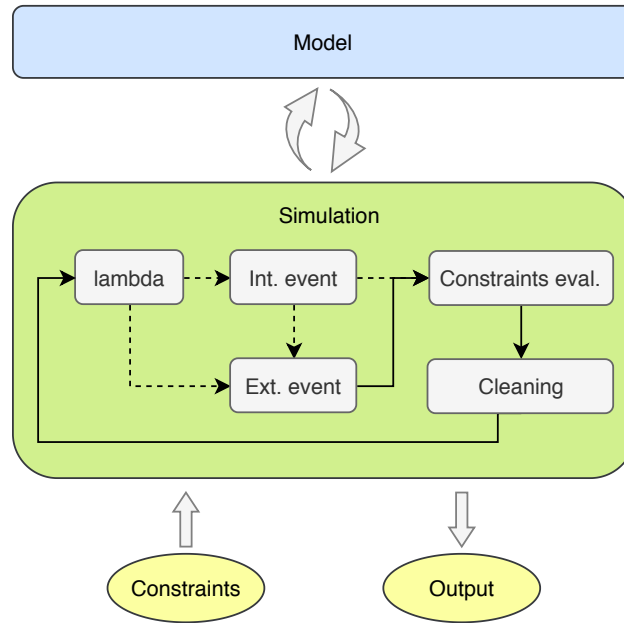 Model
Simulation
lambda
Int. event
Constraints eval.
Ext. event
Cleaning
Constraints
Output